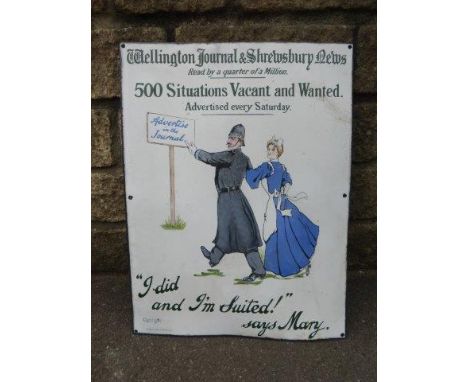 Wellington Journal & Shrewsbury News
Read by a quarter of a Million.
500 Situations Vacant and Wanted.
Advertised every Saturday.
Advertise
in the
Journal
"I did
and I'm Suited!"
says Mary.